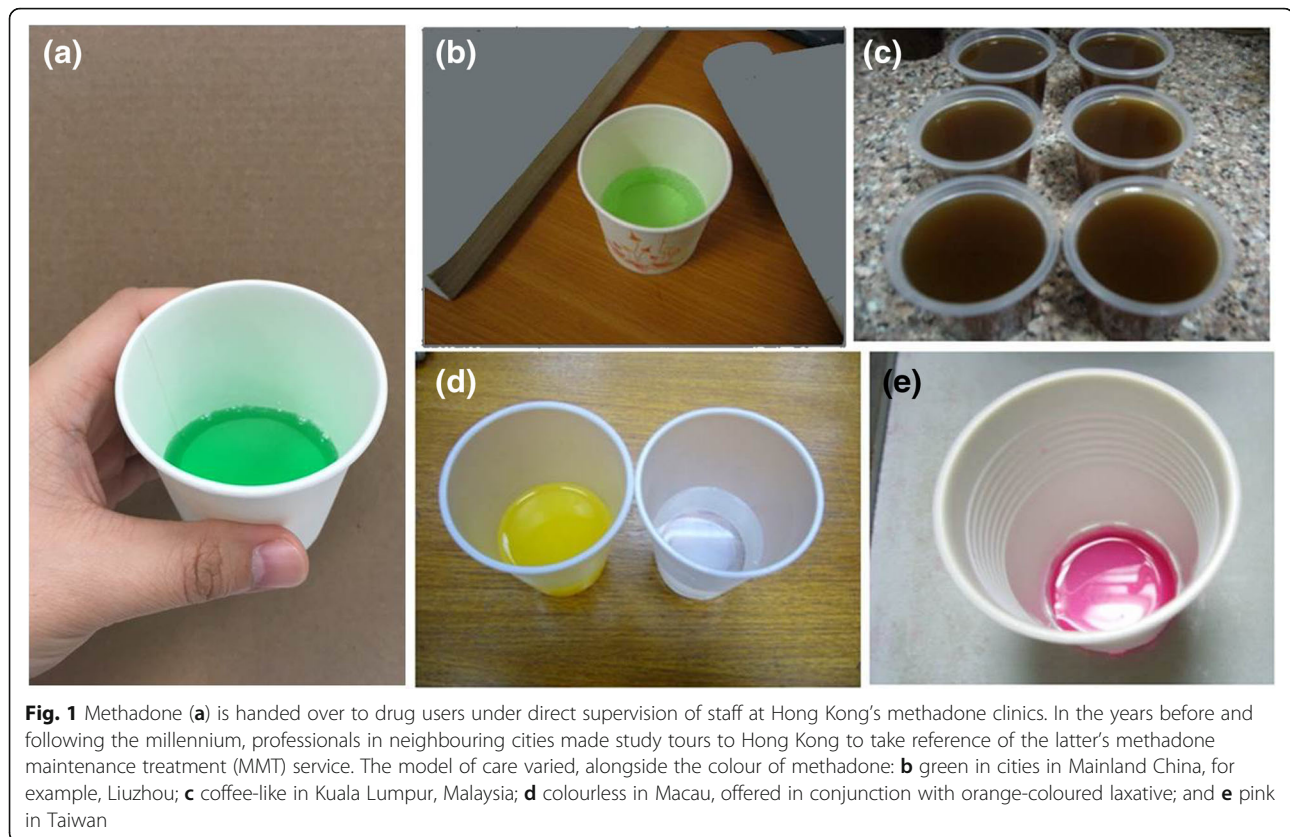 (a)
(b)
(c)
(d)
(e)
Fig. 1 Methadone (a) is handed over to drug users under direct supervision of staff at Hong Kong's methadone clinics. In the years before and
following the millennium, professionals in neighbouring cities made study tours to Hong Kong to take reference of the latter's methadone
maintenance treatment (MMT) service. The model of care varied, alongside the colour of methadone: b green in cities in Mainland China, for
example, Liuzhou; c coffee-like in Kuala Lumpur, Malaysia; d colourless in Macau, offered in conjunction with orange-coloured laxative; and e pink
in Taiwan